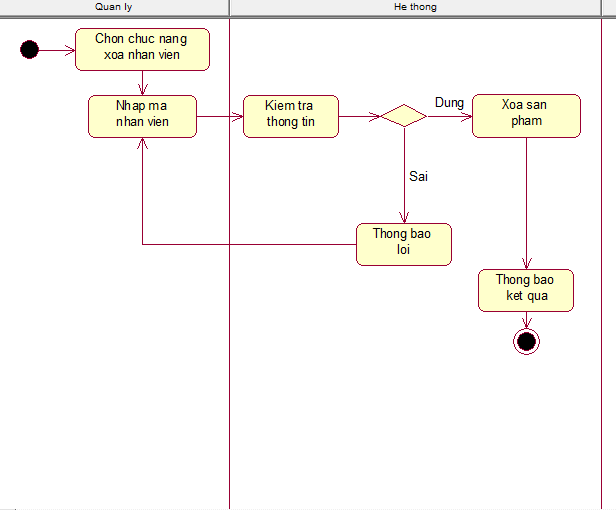 Quan ly
He thong
Chon chuc nang
xoa nhan vien
Nhap ma
nhan vien
Kiem tra
thong tin
Dung
Xoa san
pham
Sai
Thong bao
loi
Thong bao
ket qua